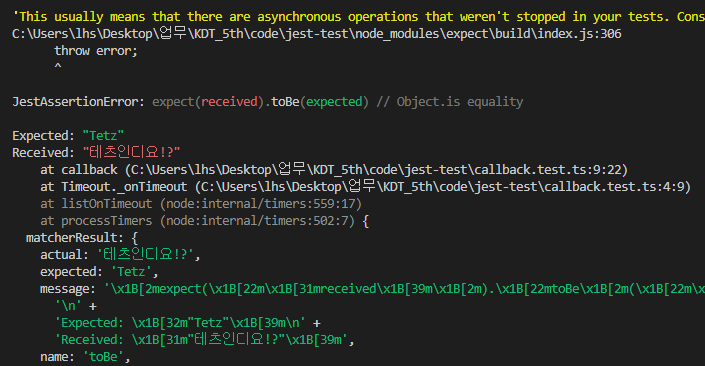 'This usually means that there are asynchronous operations that weren't stopped in your tests. Cons
C:\Users\lhs\Desktop\업무\KDT_5th\code\jest-test\node_modules\expect\build\index.js:306
throw error;
^
JestAssertionError: expect(received).toBe(expected) // Object.is equality
Expected: "Tetz"
Received: "테츠인디요!?"
at callback (C:\Users\lhs\Desktop\업무\KDT_5th\code\jest-test\callback.test.ts:9:22)
at Timeout._onTimeout (C:\Users\lhs\Desktop\업무\KDT_5th\code\jest-test\callback.test.ts:4:9)
at listOnTimeout (node:internal/timers:559:17)
at processTimers (node:internal/timers:502:7) {
matcherResult: {
actual: '테츠인디요!?',
expected: 'Tetz',
message: '\x1B[2mexpect(\x1B[22m\x1B[31mreceived\x1B[39m\x1B[2m).\x1B[22mtoBe\x1B[2m(\x1B[22m\x
'\n' +
'Expected: \x1B[32m"Tetz"\x1B[39m\n' +
'Received: \x1B[31m"테츠인디요!?"\x1B[39m',
name: 'toBe',